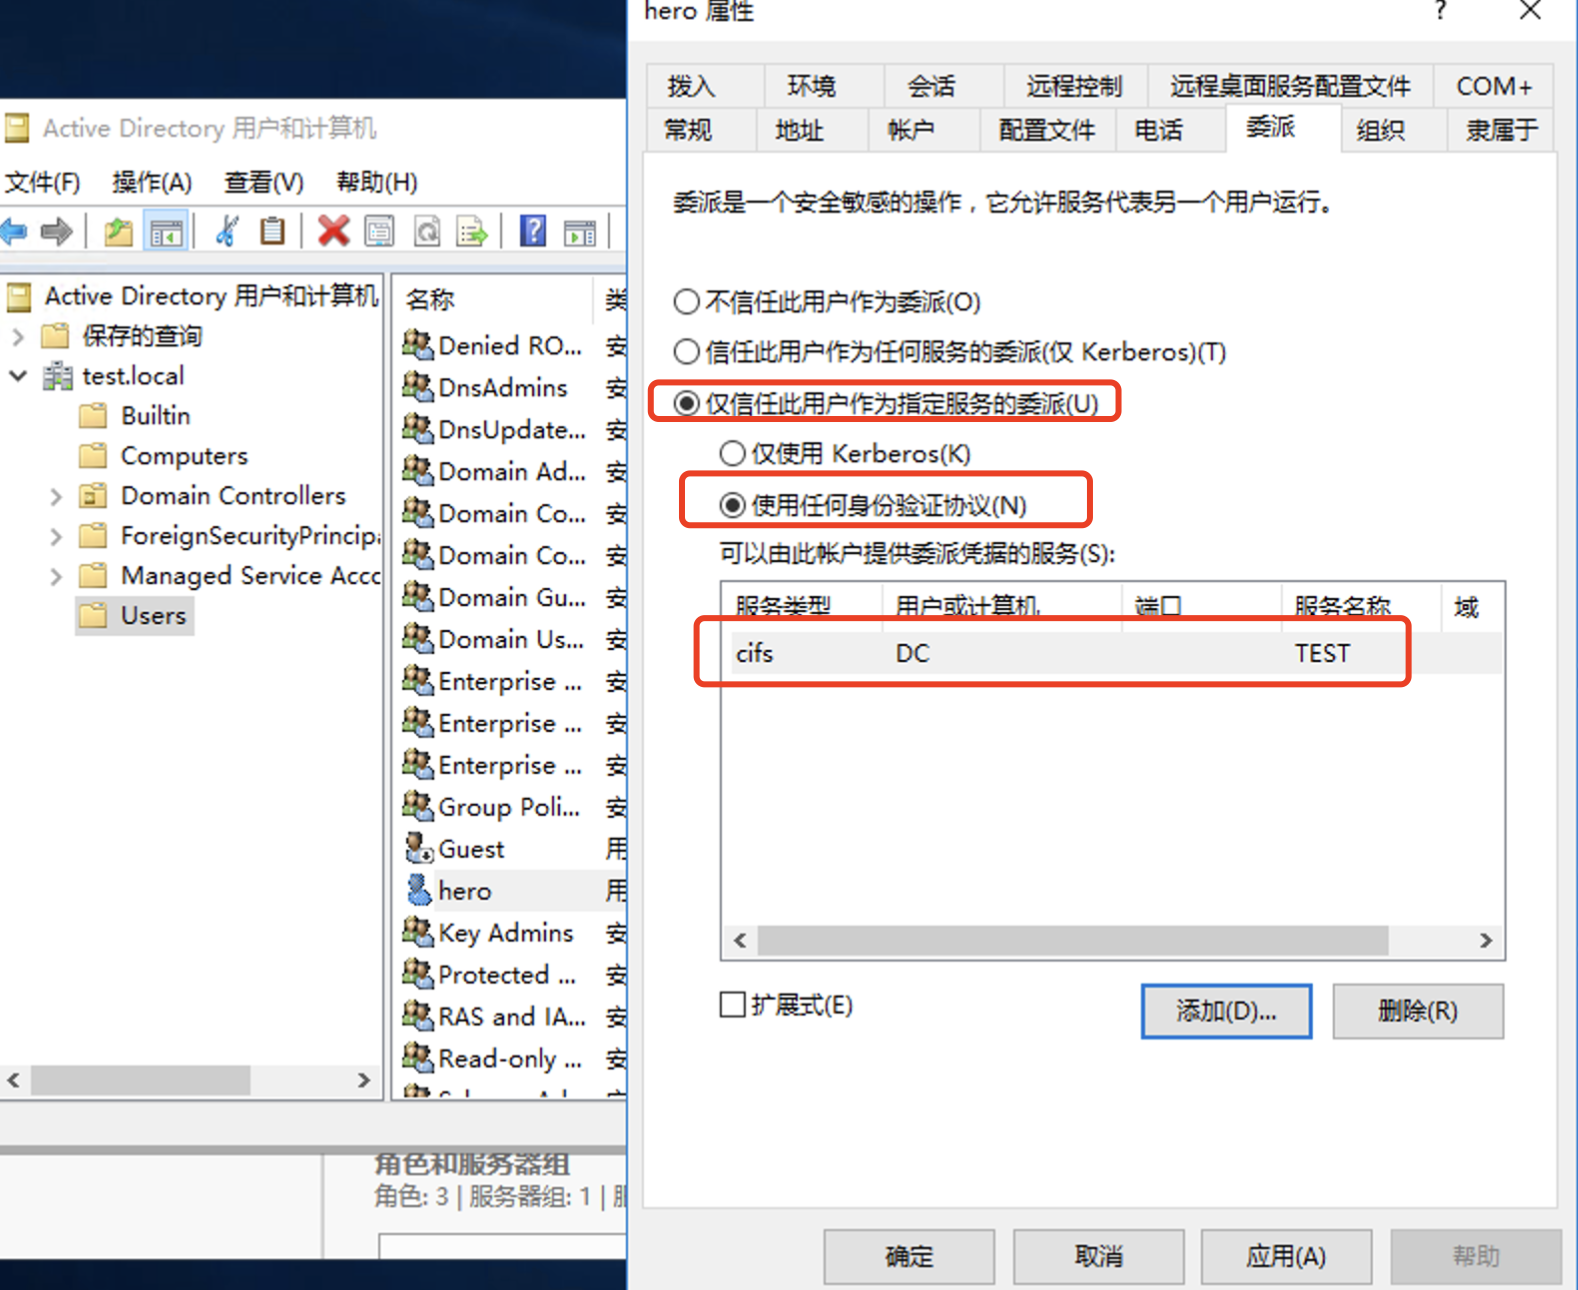 Active Directory 用户和计算机
文件(F) 操作(A) 查看(V) 帮助(H)
Active Directory 用户和计算机
保存的查询
test.local
Builtin
Computers
Domain Controllers
ForeignSecurityPrincip
Managed Service Acc
Users
名称 类
Denied RO... 安
DnsAdmins 安
DnsUpdate... 安
Domain Ad... 安
Domain Co... 安
Domain Co... 安
Domain Gu... 安
Domain Us... 安
Enterprise ... 安
Enterprise ... 安
Enterprise ... 安
Group Poli... 安
Guest 用
hero 用
Key Admins 安
Protected ... 安
RAS and IA... 安
Read-only ... 安
角色和服务器组
角色: 3 | 服务器组: 1 | 服
hero 属性
拨入 环境 会话 远程控制 远程桌面服务配置文件 COM+
常规 地址 帐户 配置文件 电话 委派 组织 隶属于
委派是一个安全敏感的操作，它允许服务代表另一个用户运行。
不信任此用户作为委派(O)
信任此用户作为任何服务的委派(仅 Kerberos)(T)
仅信任此用户作为指定服务的委派(U)
仅使用 Kerberos(K)
使用任何身份验证协议(N)
可以由此帐户提供委派凭据的服务(S):
服务类型 用户或计算机 端口 服务名称 域
cifs DC TEST
扩展式(E)
添加(D)... 删除(R)
确定 取消 应用(A) 帮助